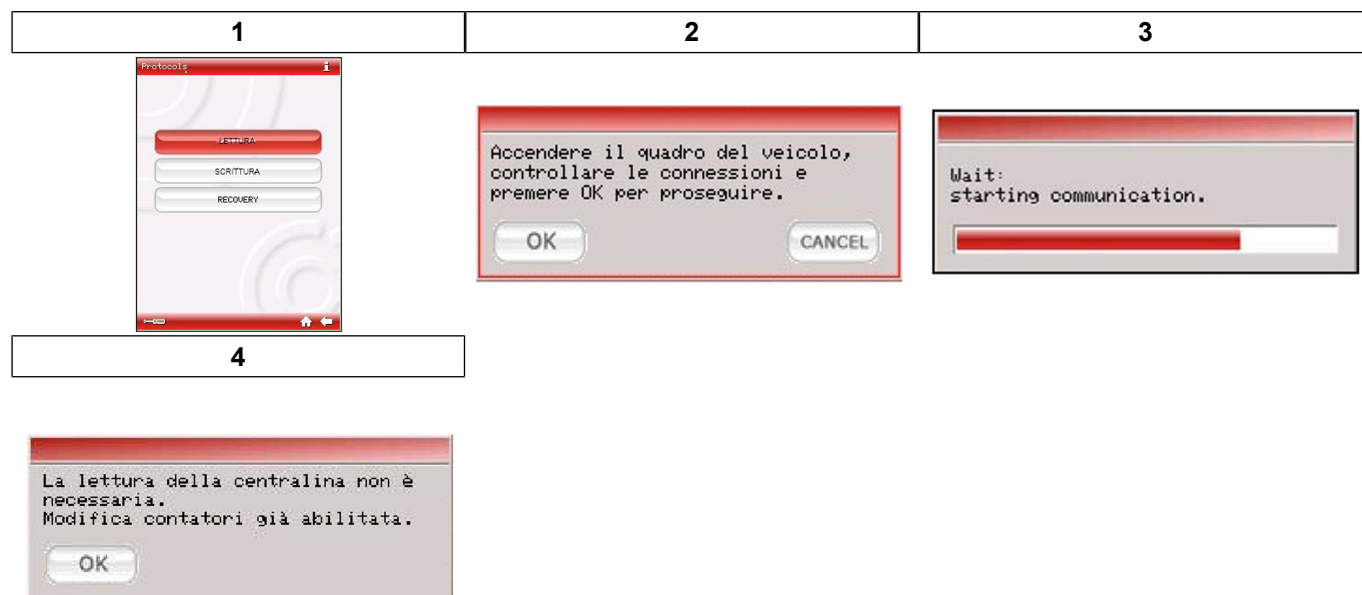 1
2
3
Protocols
i
LETTURA
SCRITTURA
RECOVERY
Accendere il quadro del veicolo,
controllare le connessioni e
premere OK per proseguire.
OK
CANCEL
Wait:
starting communication.
4
La lettura della centralina non è
necessaria.
Modifica contatori già abilitata.
OK